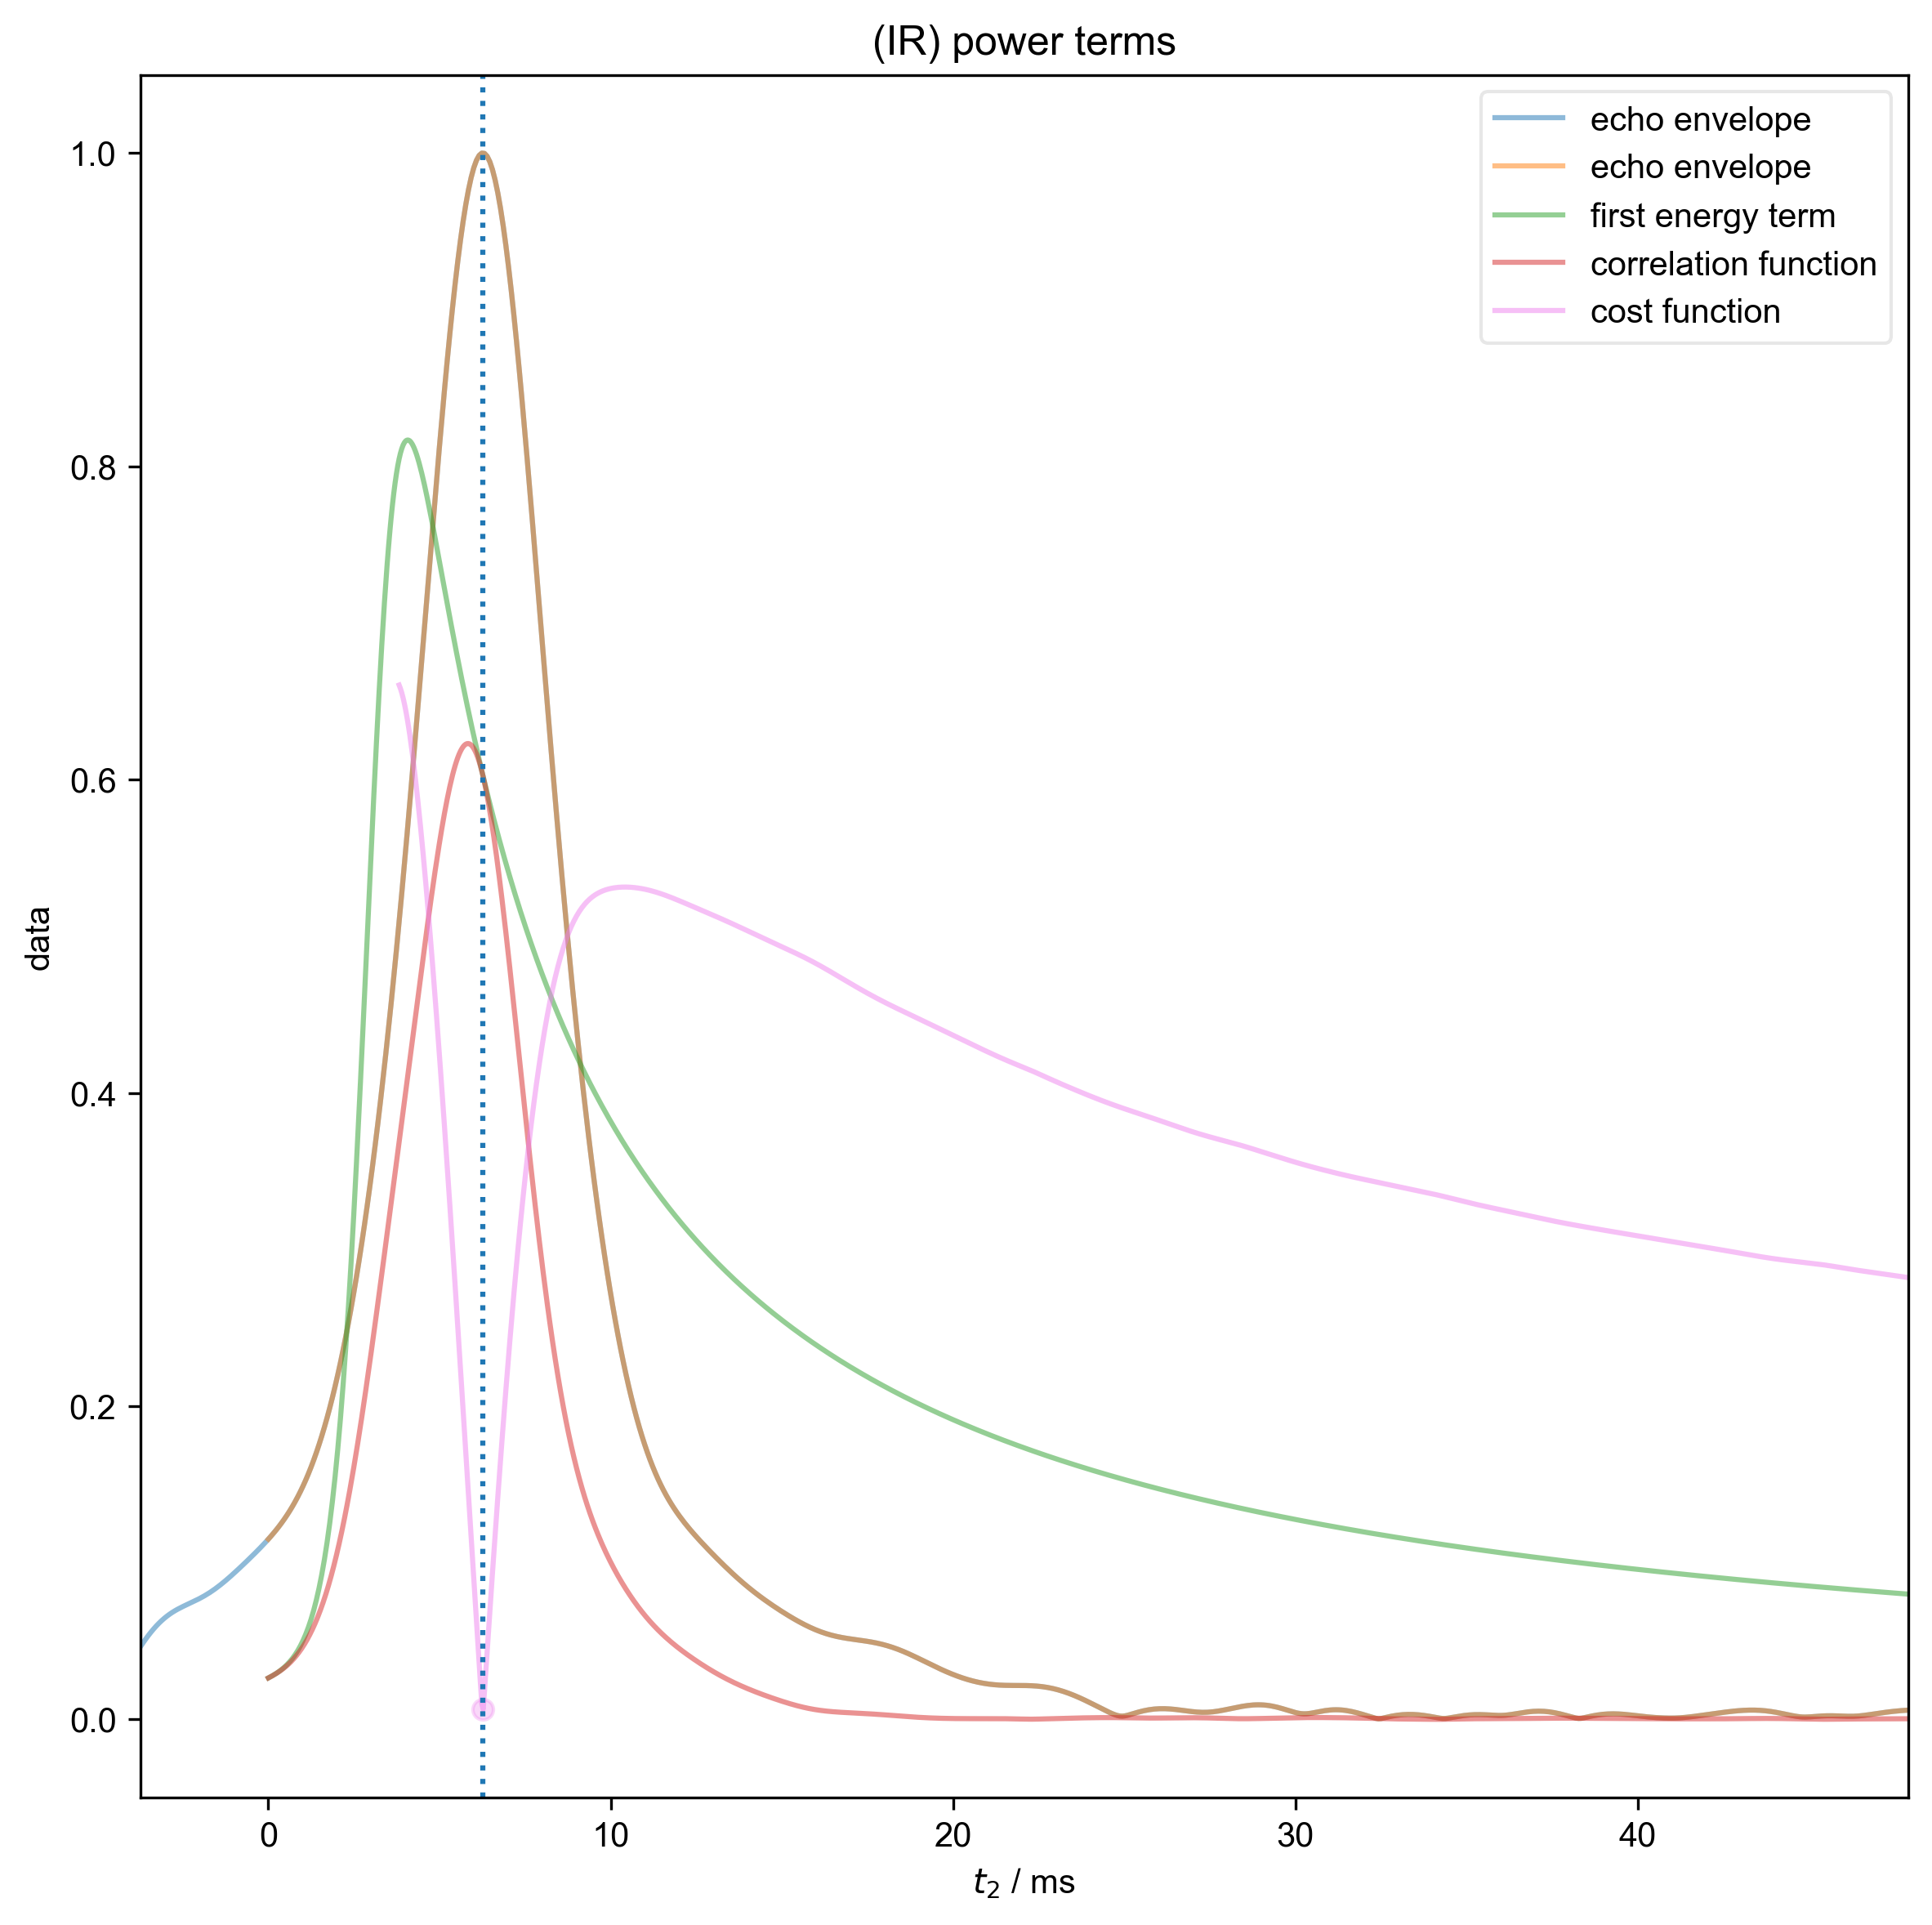 (IR) power terms
echo envelope
echo envelope
first energy term
correlation function
cost function
1.0
0.8
0.6
0.4
0.2
0.0
data
0 10 20 30 40
t₂ / ms